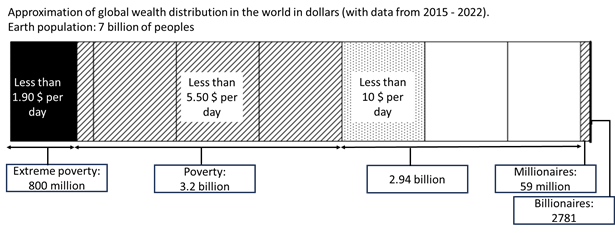 Approximation of global wealth distribution in the world in dollars (with data from 2015 - 2022).
Earth population: 7 billion of peoples
Less than
1.90 $ per
day
Less than
5.50 $ per
day
Less than
10 $ per
day
Extreme poverty:
800 million
Poverty:
3.2 billion
2.94 billion
Millionaires:
59 million
Billionaires:
2781